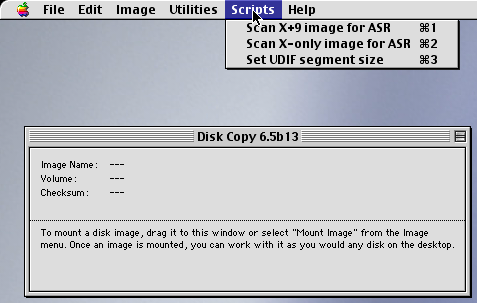 File Edit Image Utilities Scripts Help
Scan X+9 image for ASR ⌘1
Scan X-only image for ASR ⌘2
Set UDIF segment size ⌘3
Disk Copy 6.5b13
Image Name: ---
Volume: ---
Checksum: ---
To mount a disk image, drag it to this window or select "Mount Image" from the Image
menu. Once an image is mounted, you can work with it as you would any disk on the desktop.